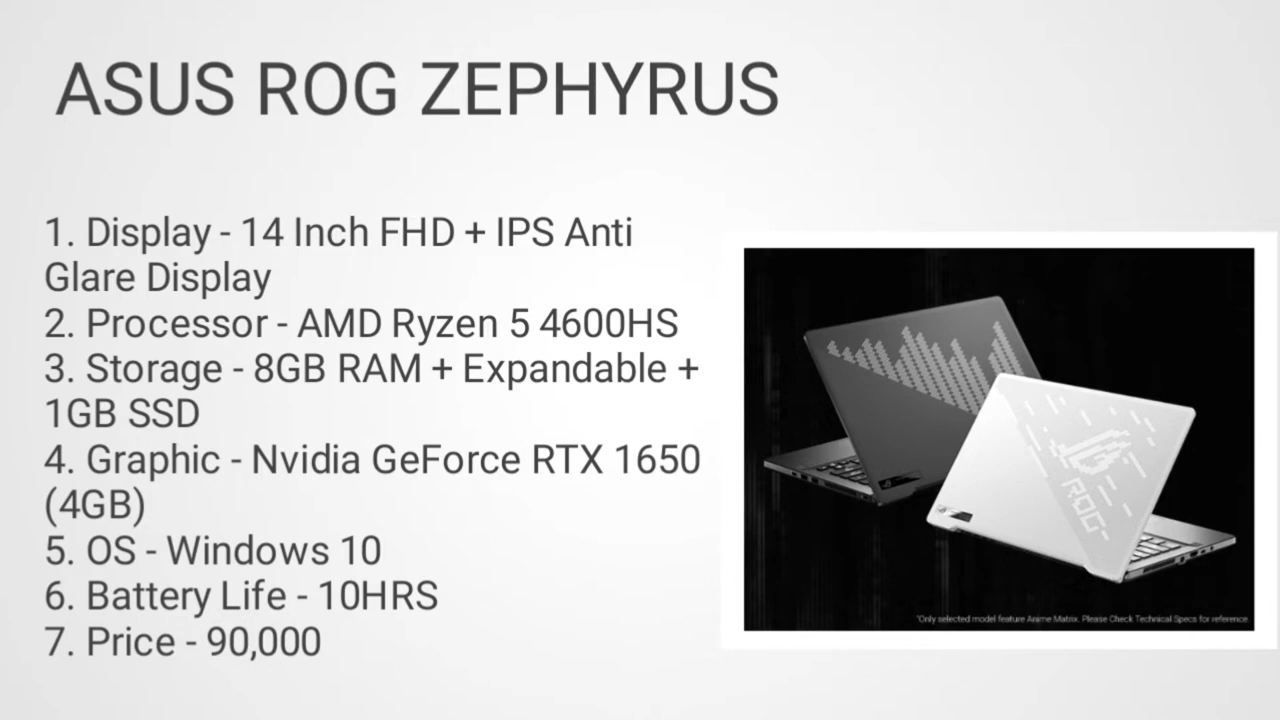 ASUS ROG ZEPHYRUS
1. Display - 14 Inch FHD + IPS Anti
Glare Display
2. Processor - AMD Ryzen 5 4600HS
3. Storage - 8GB RAM + Expandable +
1GB SSD
4. Graphic - Nvidia GeForce RTX 1650
(4GB)
5. OS - Windows 10
6. Battery Life - 10HRS
7. Price - 90,000
ROG
*Only selected model feature Anime Matrix. Please Check Technical Specs for reference.